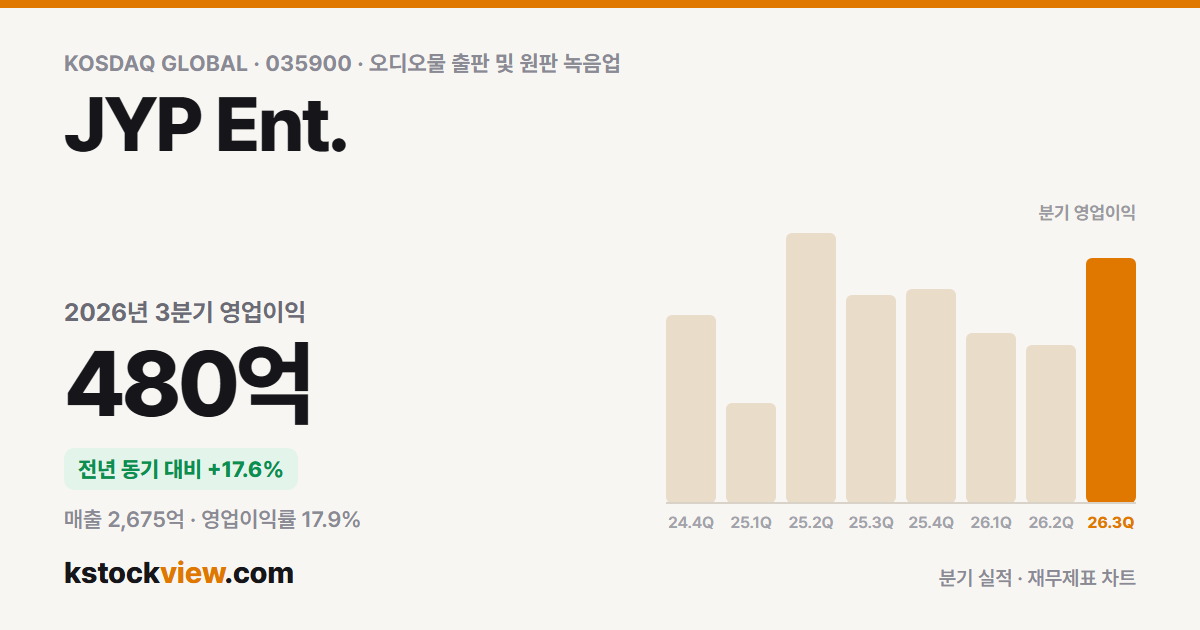 KOSDAQ GLOBAL · 035900 · 오디오물 출판 및 원판 녹음업
JYP Ent.
분기 영업이익
2026년 3분기 영업이익
480억
전년 동기 대비 +17.6%
매출 2,675억 · 영업이익률 17.9%
24.4Q 25.1Q 25.2Q 25.3Q 25.4Q 26.1Q 26.2Q 26.3Q
kstockview.com
분기 실적 · 재무제표 차트